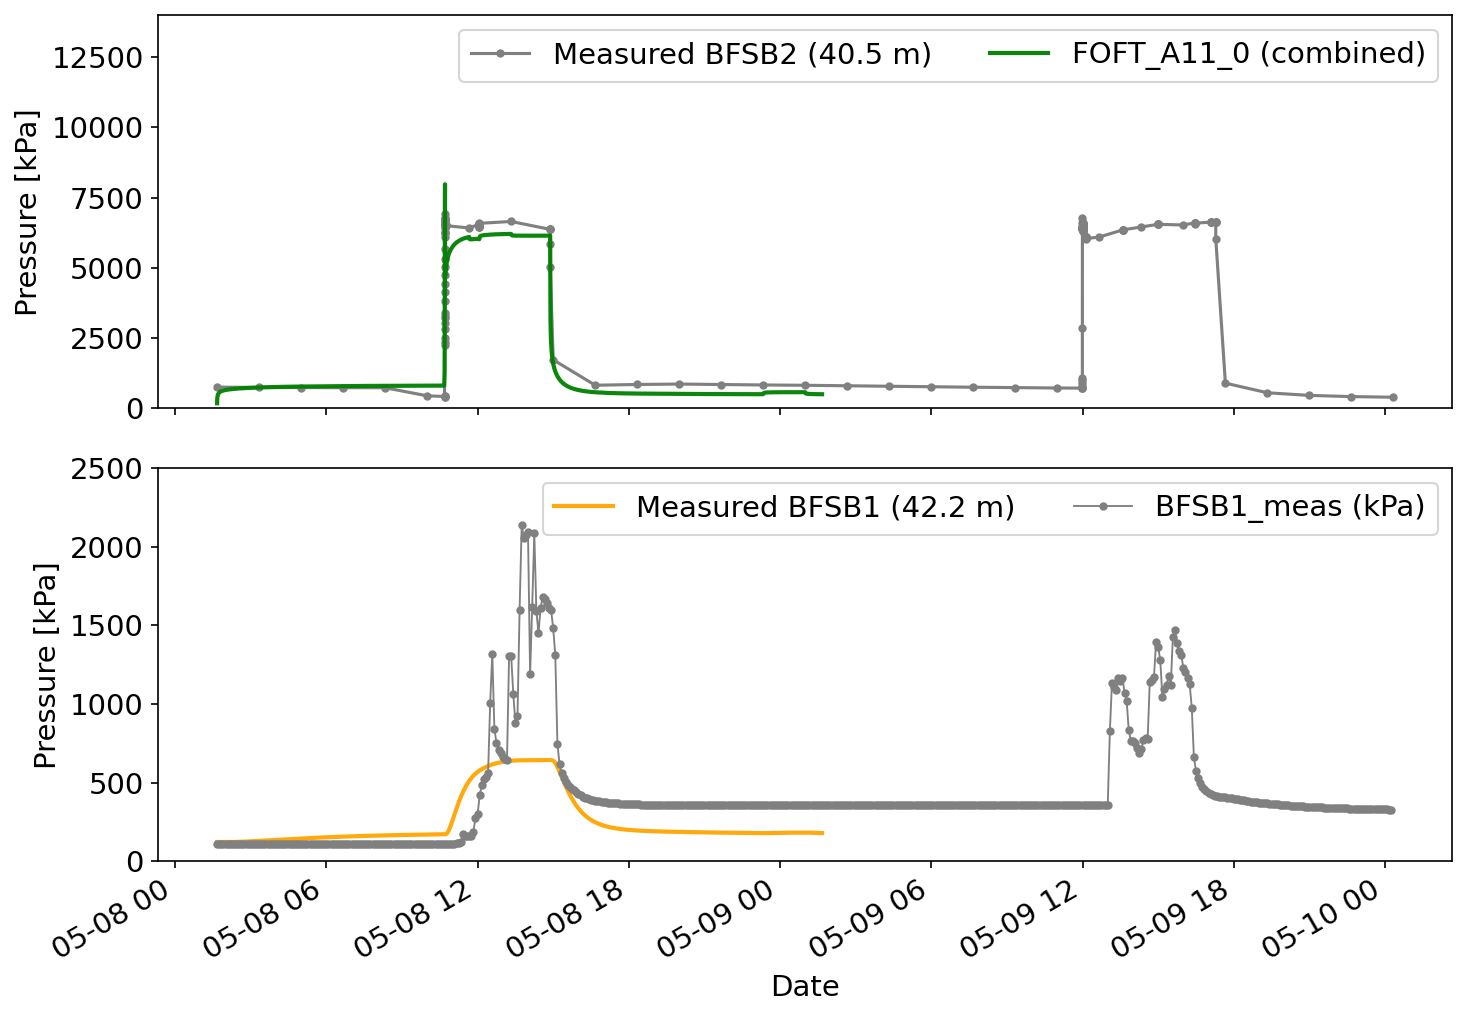 Measured BFSB2 (40.5 m) FOFT_A11_0 (combined)
12500
10000
7500
5000
2500
0
Pressure [kPa]
Measured BFSB1 (42.2 m) BFSB1_meas (kPa)
2500
2000
1500
1000
500
0
Pressure [kPa]
05-08 00 05-08 06 05-08 12 05-08 18 05-09 00 05-09 06 05-09 12 05-09 18 05-10 00
Date